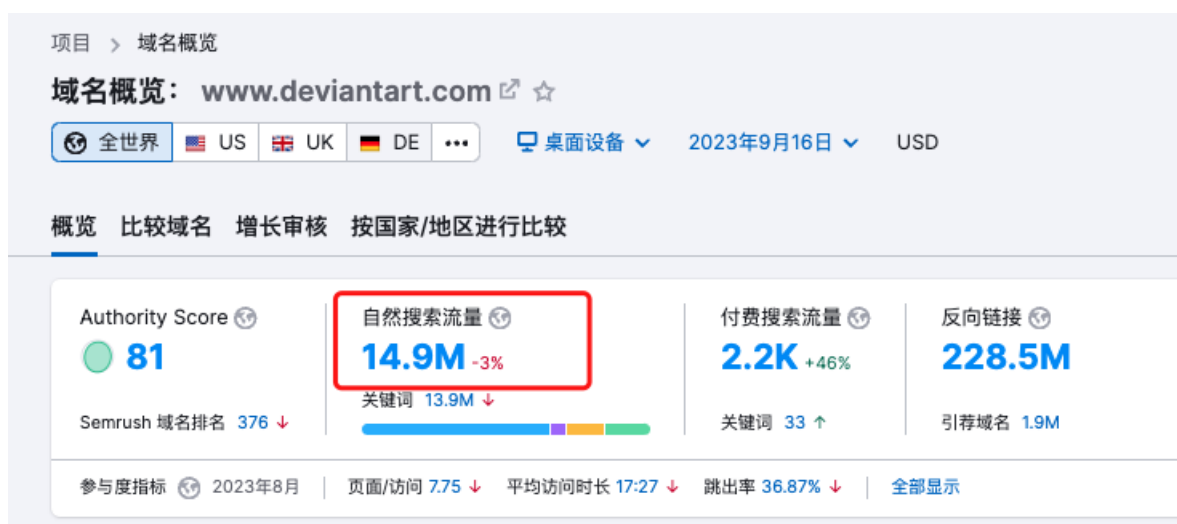 项目 > 域名概览
域名概览： www.deviantart.com
全世界 US UK DE ••• 桌面设备 2023年9月16日 USD
概览 比较域名 增长审核 按国家/地区进行比较
Authority Score 自然搜索流量 付费搜索流量 反向链接
81 14.9M -3% 2.2K +46% 228.5M
关键词 13.9M ↓
Semrush 域名排名 376 ↓ 关键词 33 ↑ 引荐域名 1.9M
参与度指标 2023年8月 页面/访问 7.75 ↓ 平均访问时长 17:27 ↓ 跳出率 36.87% ↓ 全部显示